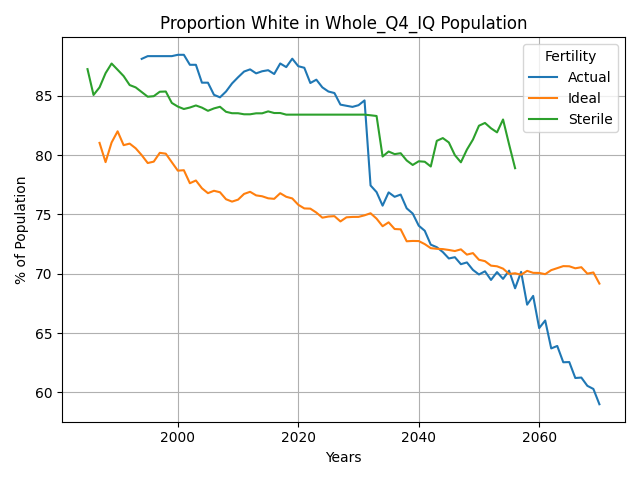 Proportion White in Whole_Q4_IQ Population
% of Population
85
80
75
70
65
60
2000
2020
2040
2060
Years
Fertility
Actual
Ideal
Sterile